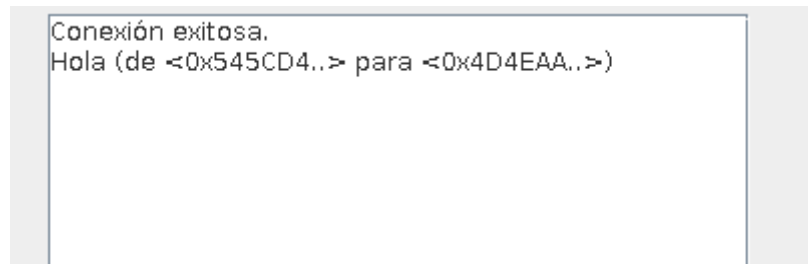 Conexión exitosa.
Hola (de <0x545CD4..> para <0x4D4EAA..>)